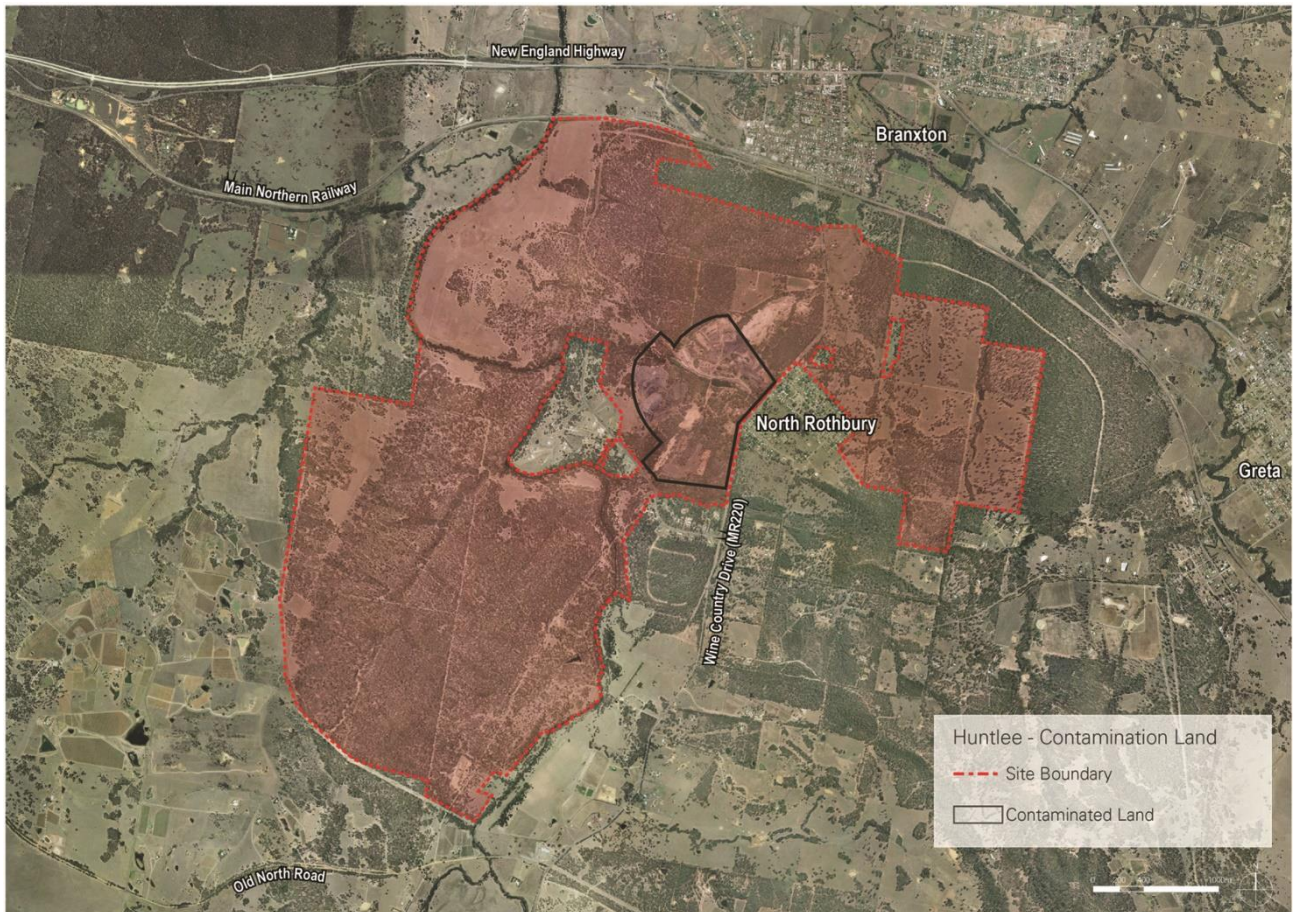 New England Highway
Branxton
Main Northern Railway
North Rothbury
Greta
Wine Country Drive (MR220)
Huntlee - Contamination Land
Site Boundary
Contaminated Land
Old North Road
0